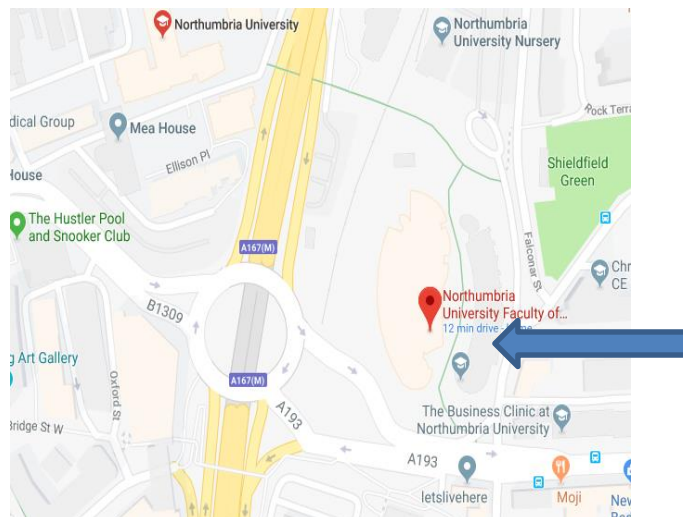 Northumbria University
Northumbria
University Nursery
dical Group
Mea House
Rock Terra
Ellison Pl
House
Shieldfield
Green
The Hustler Pool
and Snooker Club
A167(M)
Falconar St
Chr
CE
B1309
Northumbria
University Faculty of...
12 min drive -
g Art Gallery
Oxford St
A167(M)
A193
The Business Clinic at
Northumbria University
ridge St W
A193
letslivehere
Moji
New